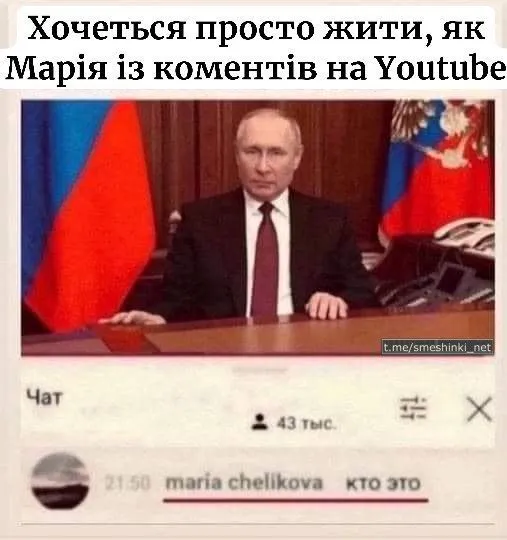 Хочеться просто жити, як
Марія із коментів на Youtube
t.me/smeshinki_net
Чат
43 тыс.
21:50 maria chelikova кто это